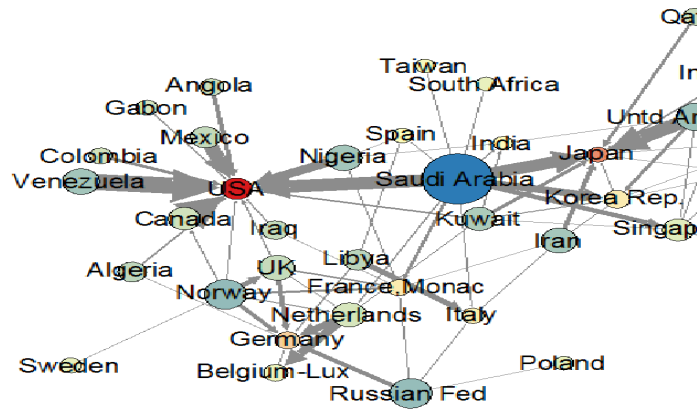 Qa
Taiwan
In
Angola
South Africa
Gabon
Untd Ar
Mexico
Spain
India
Colombia
Nigeria
Japan
Venezuela
USA
Saudi Arabia
Korea Rep.
Canada
Kuwait
Iraq
Singap
Iran
Libya
Algeria
UK
France,Monac
Norway
Netherlands
Italy
Germany
Sweden
Belgium-Lux
Poland
Russian Fed